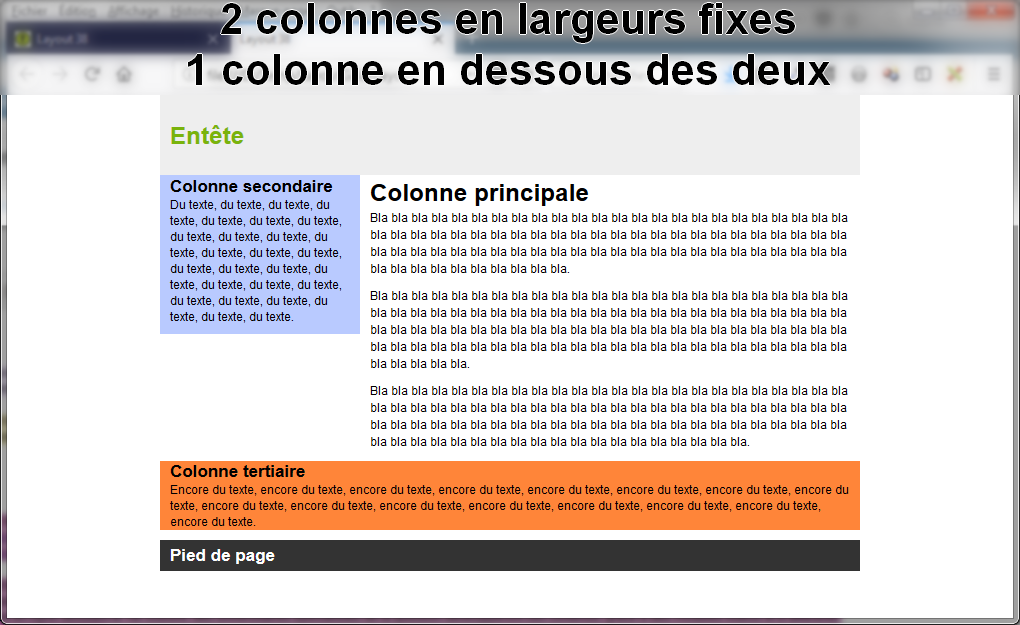 2 colonnes en largeurs fixes
1 colonne en dessous des deux
Entête
Colonne secondaire
Du texte, du texte, du texte, du
texte, du texte, du texte, du texte,
du texte, du texte, du texte, du
texte, du texte, du texte, du texte,
du texte, du texte, du texte, du
texte, du texte, du texte, du texte,
du texte, du texte, du texte, du
texte, du texte, du texte.
Colonne principale
Bla bla bla bla bla bla bla bla bla bla bla bla bla bla bla bla bla bla bla bla bla bla bla bla
bla bla bla bla bla bla bla bla bla bla bla bla bla bla bla bla bla bla bla bla bla bla bla bla
bla bla bla bla bla bla bla bla bla bla bla bla bla bla bla bla bla bla bla bla bla bla bla bla
bla bla bla bla bla bla bla bla bla bla.
Bla bla bla bla bla bla bla bla bla bla bla bla bla bla bla bla bla bla bla bla bla bla bla bla
bla bla bla bla bla bla bla bla bla bla bla bla bla bla bla bla bla bla bla bla bla bla bla bla
bla bla bla bla bla bla bla bla bla bla bla bla bla bla bla bla bla bla bla bla bla bla bla bla
bla bla bla bla bla bla bla bla bla bla bla bla bla bla bla bla bla bla bla bla bla bla bla bla
bla bla bla bla bla.
Bla bla bla bla bla bla bla bla bla bla bla bla bla bla bla bla bla bla bla bla bla bla bla bla
bla bla bla bla bla bla bla bla bla bla bla bla bla bla bla bla bla bla bla bla bla bla bla bla
bla bla bla bla bla bla bla bla bla bla bla bla bla bla bla bla bla bla bla bla bla bla bla bla
bla bla bla bla bla bla bla bla bla bla bla bla bla bla bla bla bla bla bla.
Colonne tertiaire
Encore du texte, encore du texte, encore du texte, encore du texte, encore du texte, encore du texte, encore du texte, encore du
texte, encore du texte, encore du texte, encore du texte, encore du texte, encore du texte, encore du texte, encore du texte,
encore du texte.
Pied de page